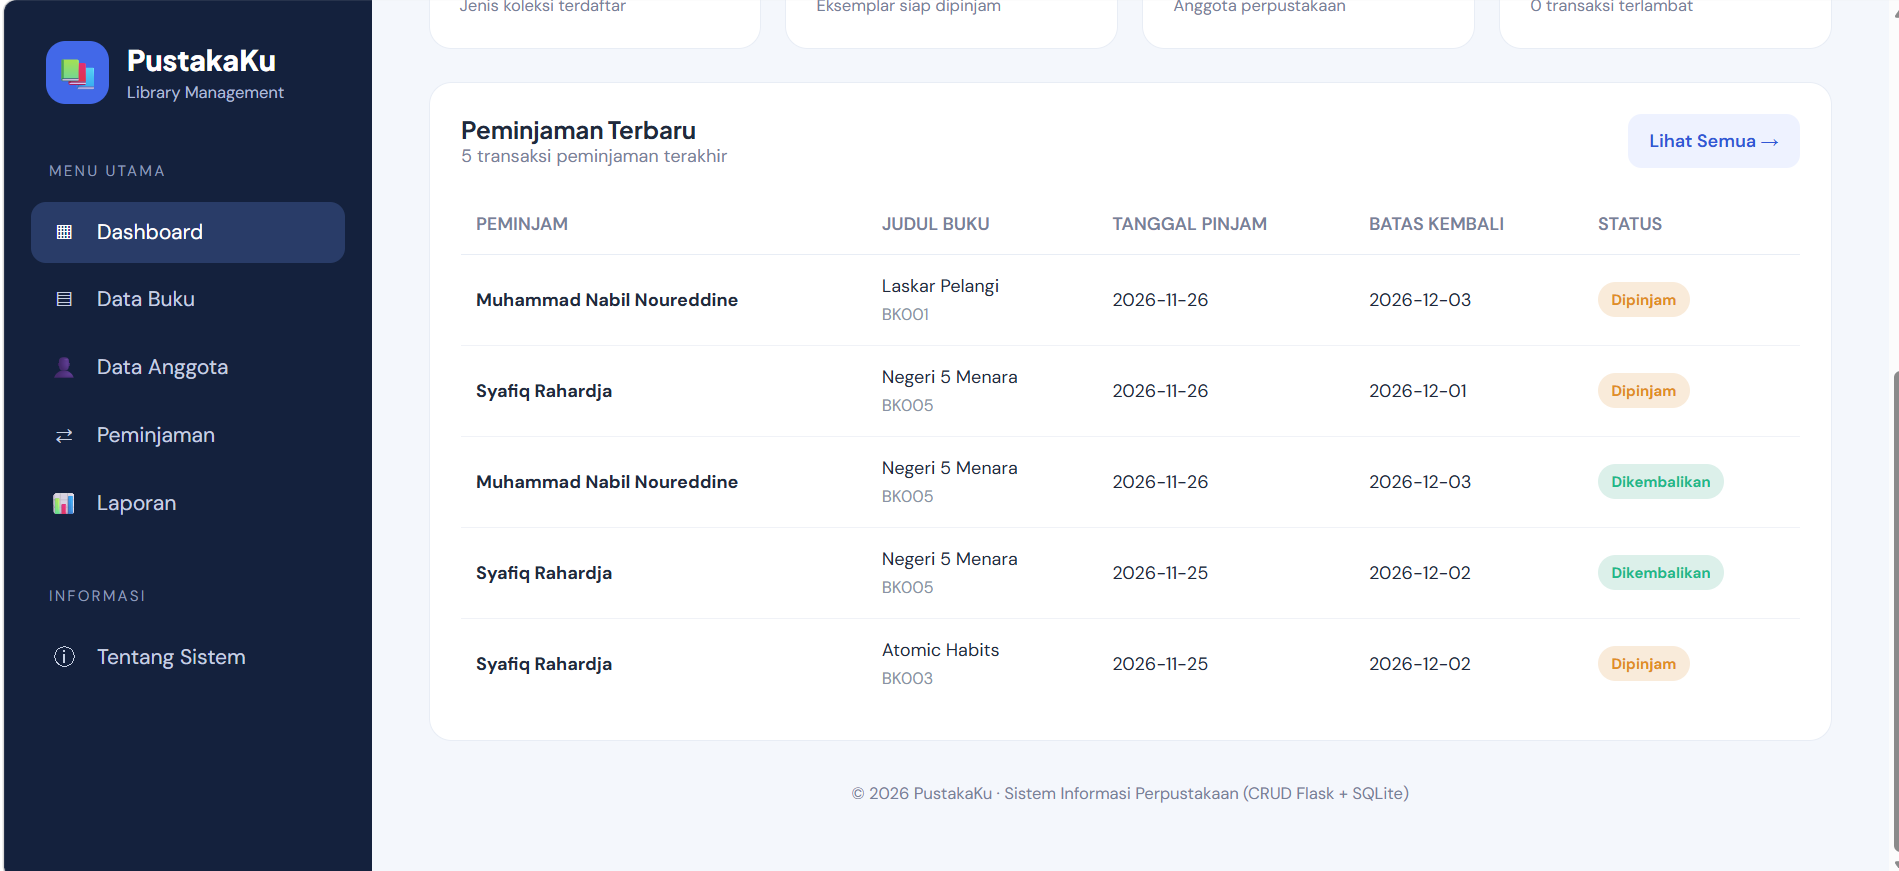 PustakaKu
Library Management
MENU UTAMA
Dashboard
Data Buku
Data Anggota
Peminjaman
Laporan
INFORMASI
Tentang Sistem
Jenis koleksi terdaftar
Eksemplar siap dipinjam
Anggota perpustakaan
0 transaksi terlambat
Peminjaman Terbaru
5 transaksi peminjaman terakhir
Lihat Semua →
PEMINJAM JUDUL BUKU TANGGAL PINJAM BATAS KEMBALI STATUS
Muhammad Nabil Noureddine Laskar Pelangi 2026-11-26 2026-12-03 Dipinjam
BK001
Syafiq Rahardja Negeri 5 Menara 2026-11-26 2026-12-01 Dipinjam
BK005
Muhammad Nabil Noureddine Negeri 5 Menara 2026-11-26 2026-12-03 Dikembalikan
BK005
Syafiq Rahardja Negeri 5 Menara 2026-11-25 2026-12-02 Dikembalikan
BK005
Syafiq Rahardja Atomic Habits 2026-11-25 2026-12-02 Dipinjam
BK003
© 2026 PustakaKu · Sistem Informasi Perpustakaan (CRUD Flask + SQLite)